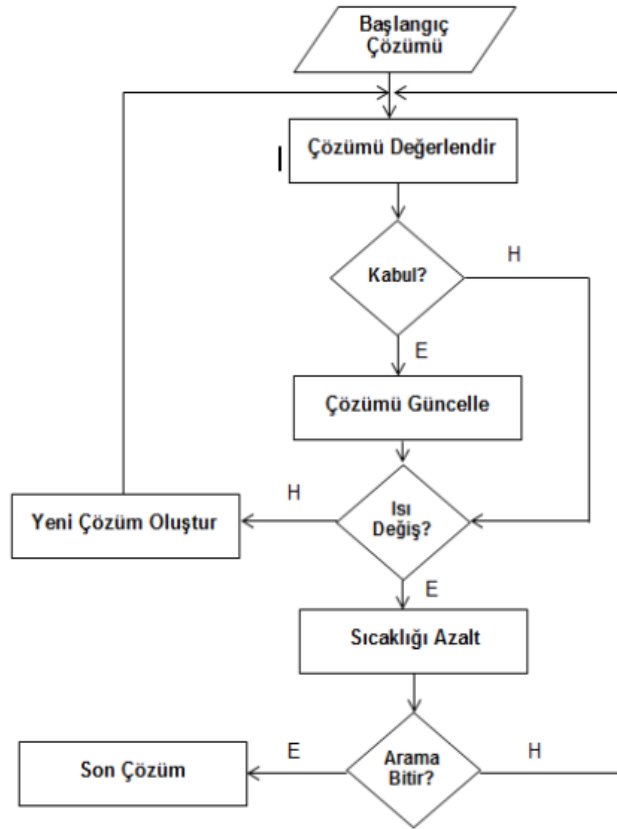 Başlangıç
Çözümü
Çözümü Değerlendir
Kabul?
H
E
Çözümü Güncelle
Isı
Değiş?
H
Yeni Çözüm Oluştur
E
Sıcaklığı Azalt
Arama
Bitir?
E
H
Son Çözüm